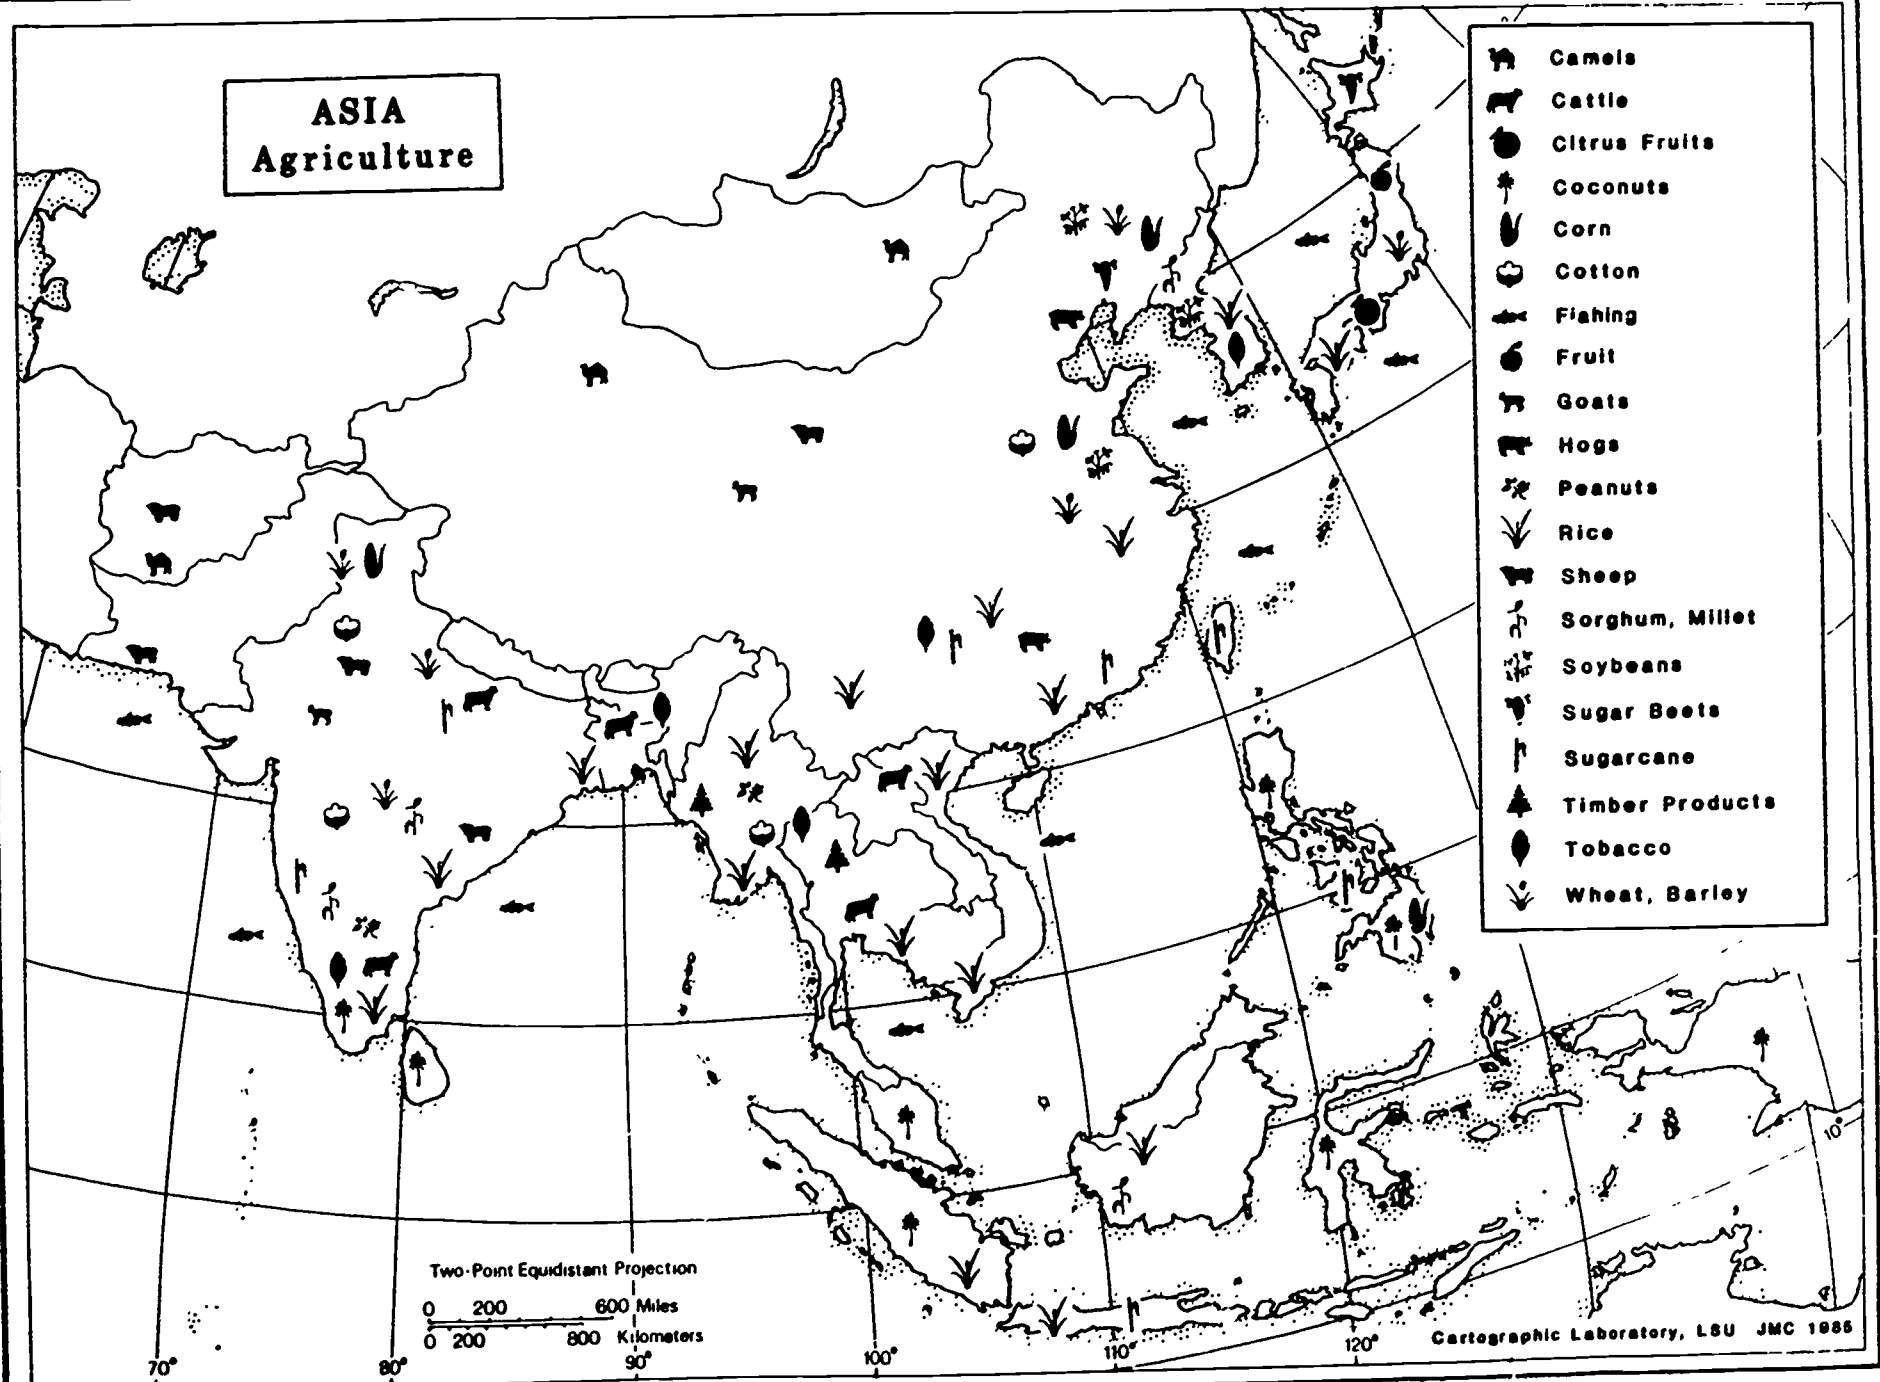 ASIA
Agriculture
Camels
Cattle
Citrus Fruits
Coconuts
Corn
Cotton
Fishing
Fruit
Goats
Hogs
Peanuts
Rice
Sheep
Sorghum, Millet
Soybeans
Sugar Beets
Sugarcane
Timber Products
Tobacco
Wheat, Barley
10°
Two-Point Equidistant Projection
0 200 600 Miles
0 200 800 Kilometers
Cartographic Laboratory, LSU JMC 1985
70° 80° 90° 100° 110° 120°